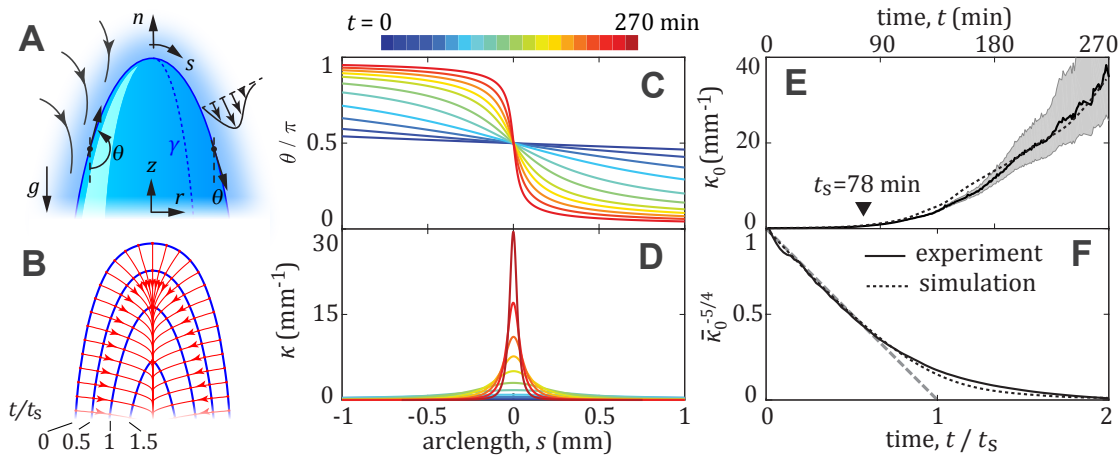 A
n
s
γ
θ
θ
g
z
r
B
t/ts
0 0.5 1 1.5
t = 0 270 min
C
θ / π
1
0.5
0
D
κ (mm⁻¹)
30
15
0
-1 -0.5 0 0.5 1
arclength, s (mm)
time, t (min)
0 90 180 270
E
κ₀ (mm⁻¹)
40
20
0
tₛ=78 min
F
experiment
simulation
κ̄₀⁻⁵ᐟ⁴
1
0.5
0
0 1 2
time, t / tₛ